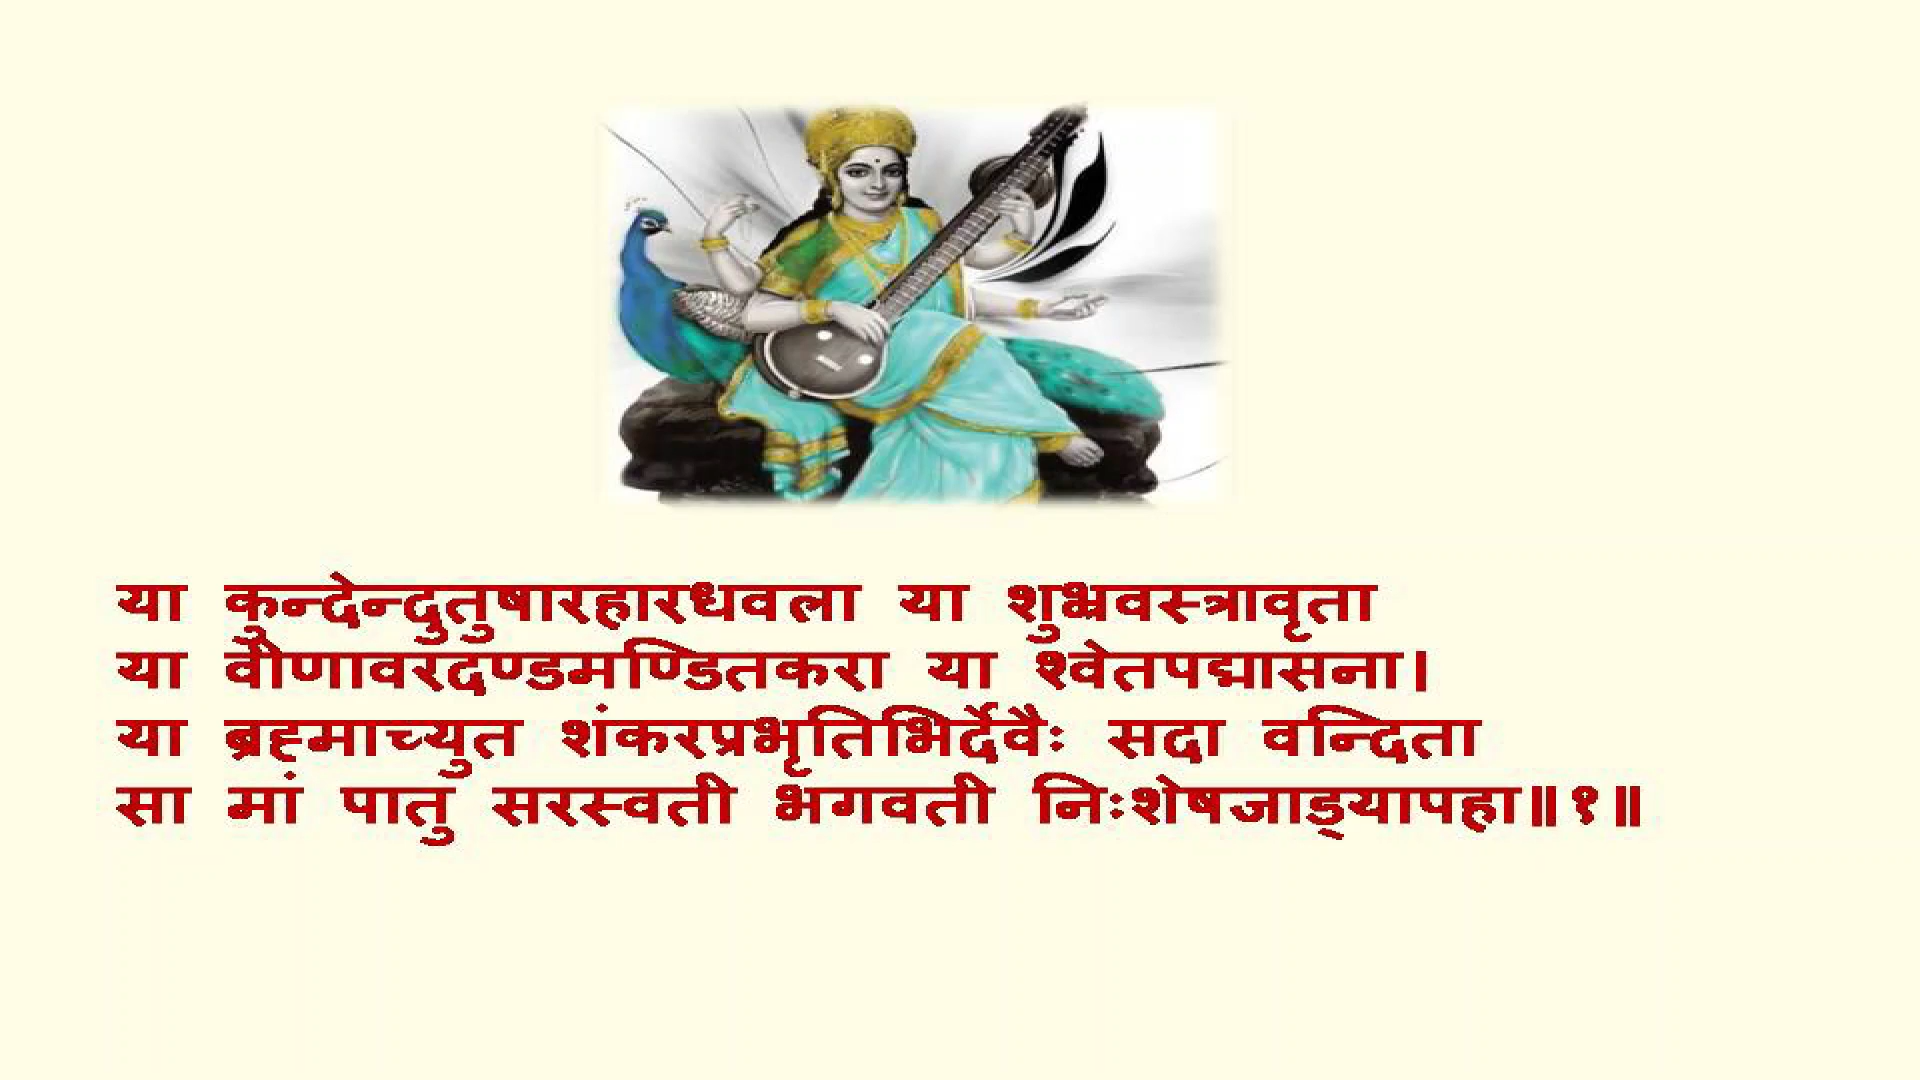 या कुन्देन्दुतुषारहारधवला या शुभ्रवस्त्रावृता
या वीणावरदण्डमण्डितकरा या श्वेतपद्मासना।
या ब्रह्माच्युत शंकरप्रभृतिभिर्देवैः सदा वन्दिता
सा मां पातु सरस्वती भगवती निःशेषजाड्यापहा॥१॥